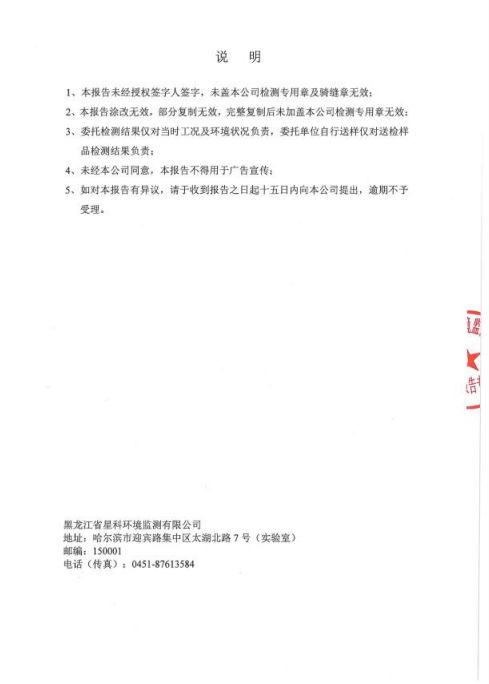 说 明
1、本报告未经授权签字人签字，未盖本公司检测专用章及骑缝章无效；
2、本报告涂改无效，部分复制无效，完整复制后未加盖本公司检测专用章无效；
3、委托检测结果仅对当时工况及环境状况负责，委托单位自行送样仅对送检样
品检测结果负责；
4、未经本公司同意，本报告不得用于广告宣传；
5、如对本报告有异议，请于收到报告之日起十五日内向本公司提出，逾期不予
受理。
监
告
黑龙江省星科环境监测有限公司
地址：哈尔滨市迎宾路集中区太湖北路 7 号（实验室）
邮编：150001
电话（传真）：0451-87613584